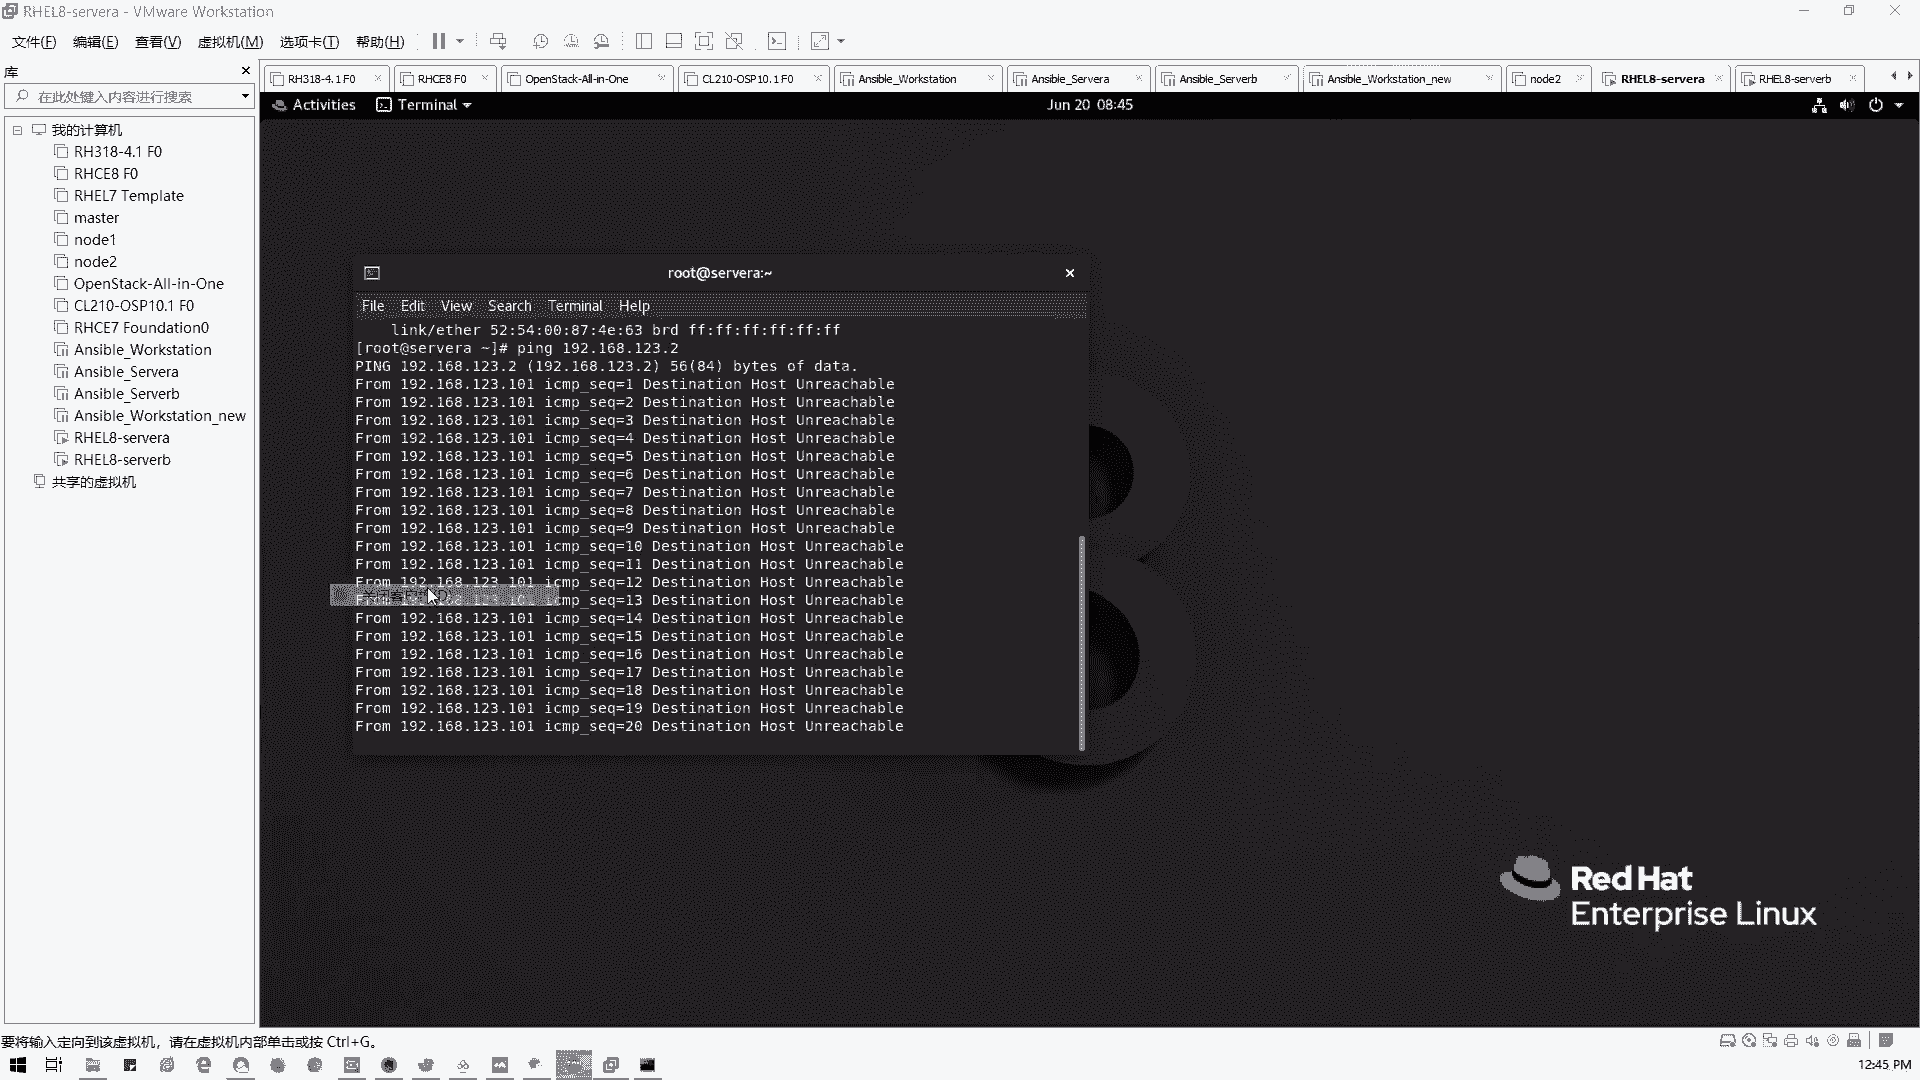 RHEL8-servera - VMware Workstation
文件(F) 编辑(E) 查看(V) 虚拟机(M) 选项卡(T) 帮助(H)
库
在此处键入内容进行搜索
我的计算机
RH318-4.1 F0
RHCE8 F0
RHEL7 Template
master
node1
node2
OpenStack-All-in-One
CL210-OSP10.1 F0
RHCE7 Foundation0
Ansible_Workstation
Ansible_Servera
Ansible_Serverb
Ansible_Workstation_new
RHEL8-servera
RHEL8-serverb
共享的虚拟机
RH318-4.1 F0 RHCE8 F0 OpenStack-All-in-One CL210-OSP10.1 F0 Ansible_Workstation Ansible_Servera Ansible_Serverb Ansible_Workstation_new node2 RHEL8-servera RHEL8-serverb
Activities Terminal Jun 20 08:45
root@servera:~
File Edit View Search Terminal Help
link/ether 52:54:00:87:4e:63 brd ff:ff:ff:ff:ff:ff
[root@servera ~]# ping 192.168.123.2
PING 192.168.123.2 (192.168.123.2) 56(84) bytes of data.
From 192.168.123.101 icmp_seq=1 Destination Host Unreachable
From 192.168.123.101 icmp_seq=2 Destination Host Unreachable
From 192.168.123.101 icmp_seq=3 Destination Host Unreachable
From 192.168.123.101 icmp_seq=4 Destination Host Unreachable
From 192.168.123.101 icmp_seq=5 Destination Host Unreachable
From 192.168.123.101 icmp_seq=6 Destination Host Unreachable
From 192.168.123.101 icmp_seq=7 Destination Host Unreachable
From 192.168.123.101 icmp_seq=8 Destination Host Unreachable
From 192.168.123.101 icmp_seq=9 Destination Host Unreachable
From 192.168.123.101 icmp_seq=10 Destination Host Unreachable
From 192.168.123.101 icmp_seq=11 Destination Host Unreachable
From 192.168.123.101 icmp_seq=12 Destination Host Unreachable
From 192.168.123.101 icmp_seq=13 Destination Host Unreachable
From 192.168.123.101 icmp_seq=14 Destination Host Unreachable
From 192.168.123.101 icmp_seq=15 Destination Host Unreachable
From 192.168.123.101 icmp_seq=16 Destination Host Unreachable
From 192.168.123.101 icmp_seq=17 Destination Host Unreachable
From 192.168.123.101 icmp_seq=18 Destination Host Unreachable
From 192.168.123.101 icmp_seq=19 Destination Host Unreachable
From 192.168.123.101 icmp_seq=20 Destination Host Unreachable
Red Hat
Enterprise Linux
要将输入定向到该虚拟机，请在虚拟机内部单击或按 Ctrl+G。
12:45 PM